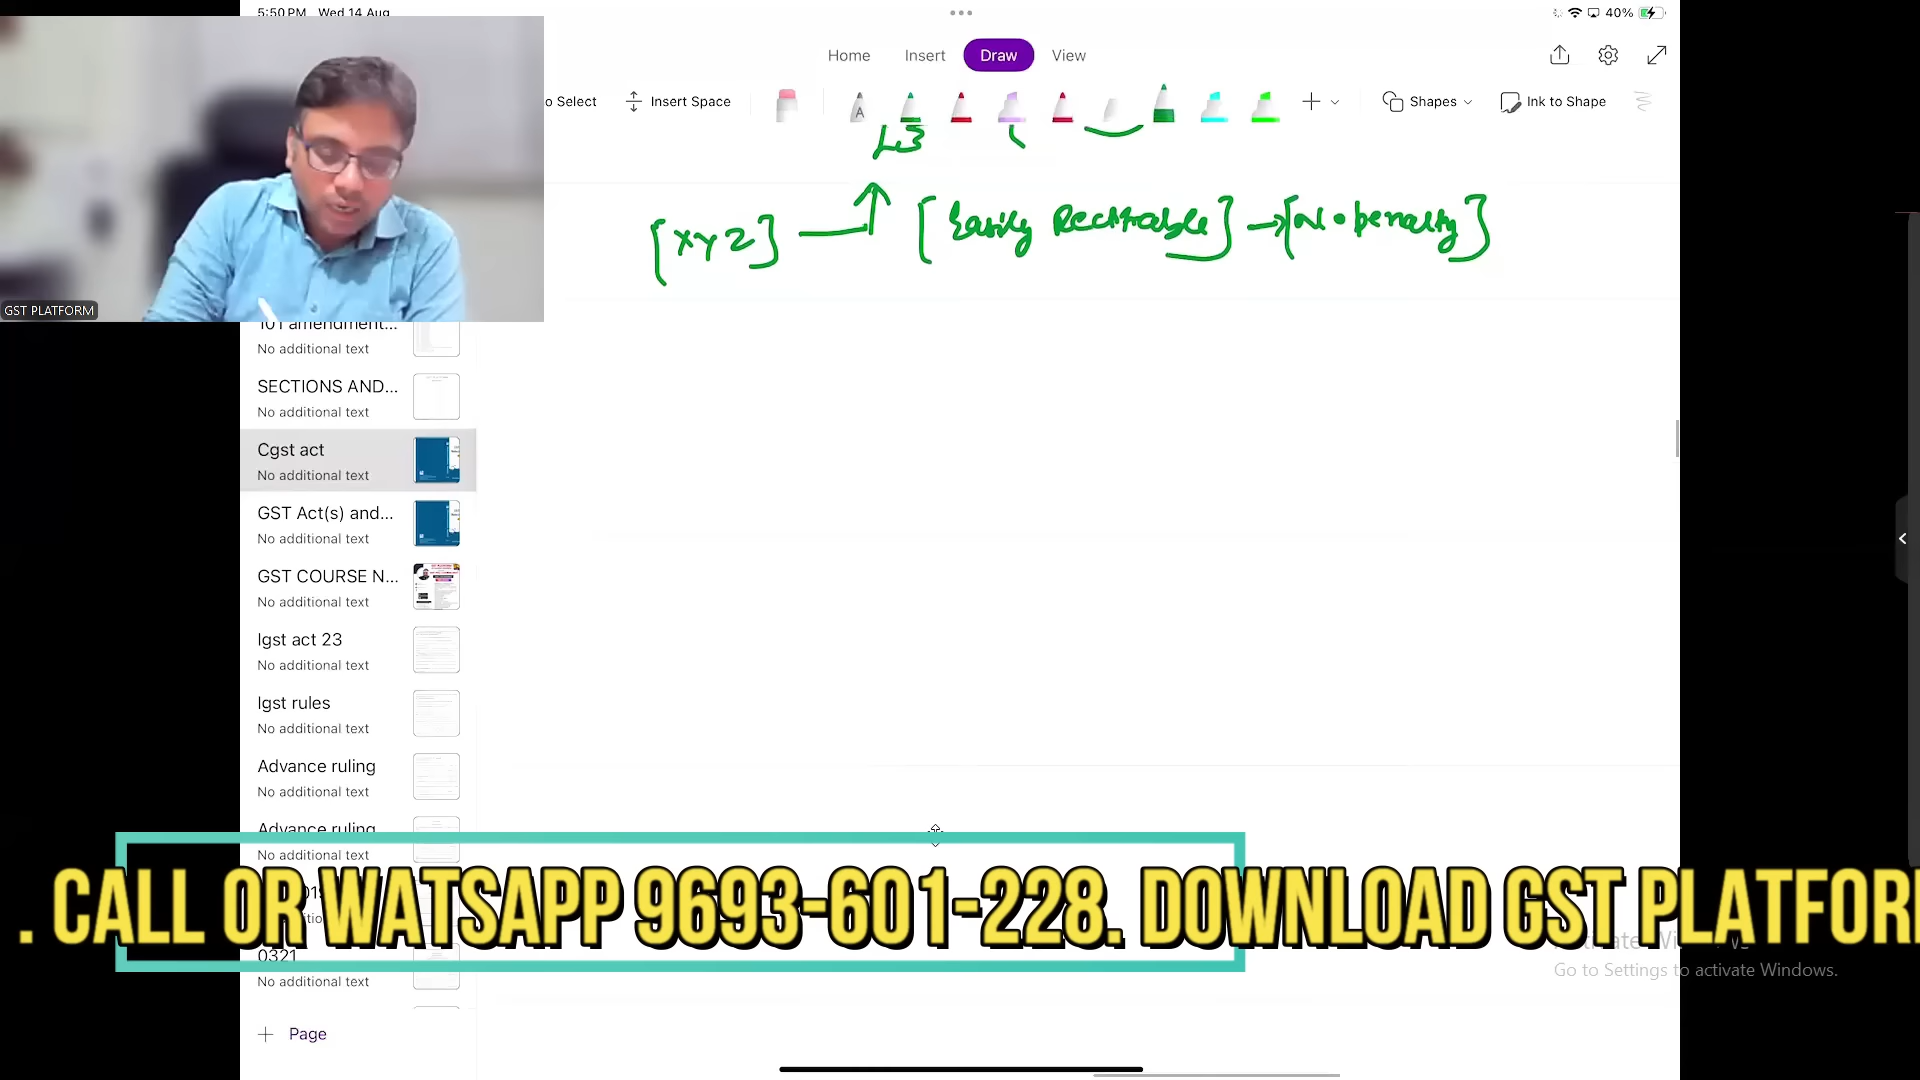 5:50 PM Wed 14 Aug
40%
Home Insert Draw View
o Select Insert Space A Shapes Ink to Shape
[XYZ] → [Easily Rectifiable] → [No penalty]
GST PLATFORM
101 amendment...
No additional text
SECTIONS AND...
No additional text
Cgst act
No additional text
GST Act(s) and...
No additional text
GST COURSE N...
No additional text
Igst act 23
No additional text
Igst rules
No additional text
Advance ruling
No additional text
Advance ruling
No additional text
. CALL OR WATSAPP 9693-601-228. DOWNLOAD GST PLATFOR
0321
No additional text
Go to Settings to activate Windows.
+ Page